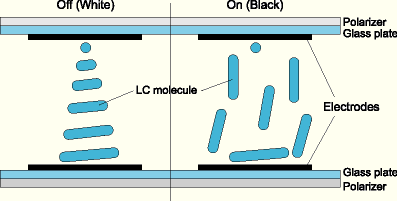 Off (White)
On (Black)
Polarizer
Glass plate
LC molecule
Electrodes
Glass plate
Polarizer